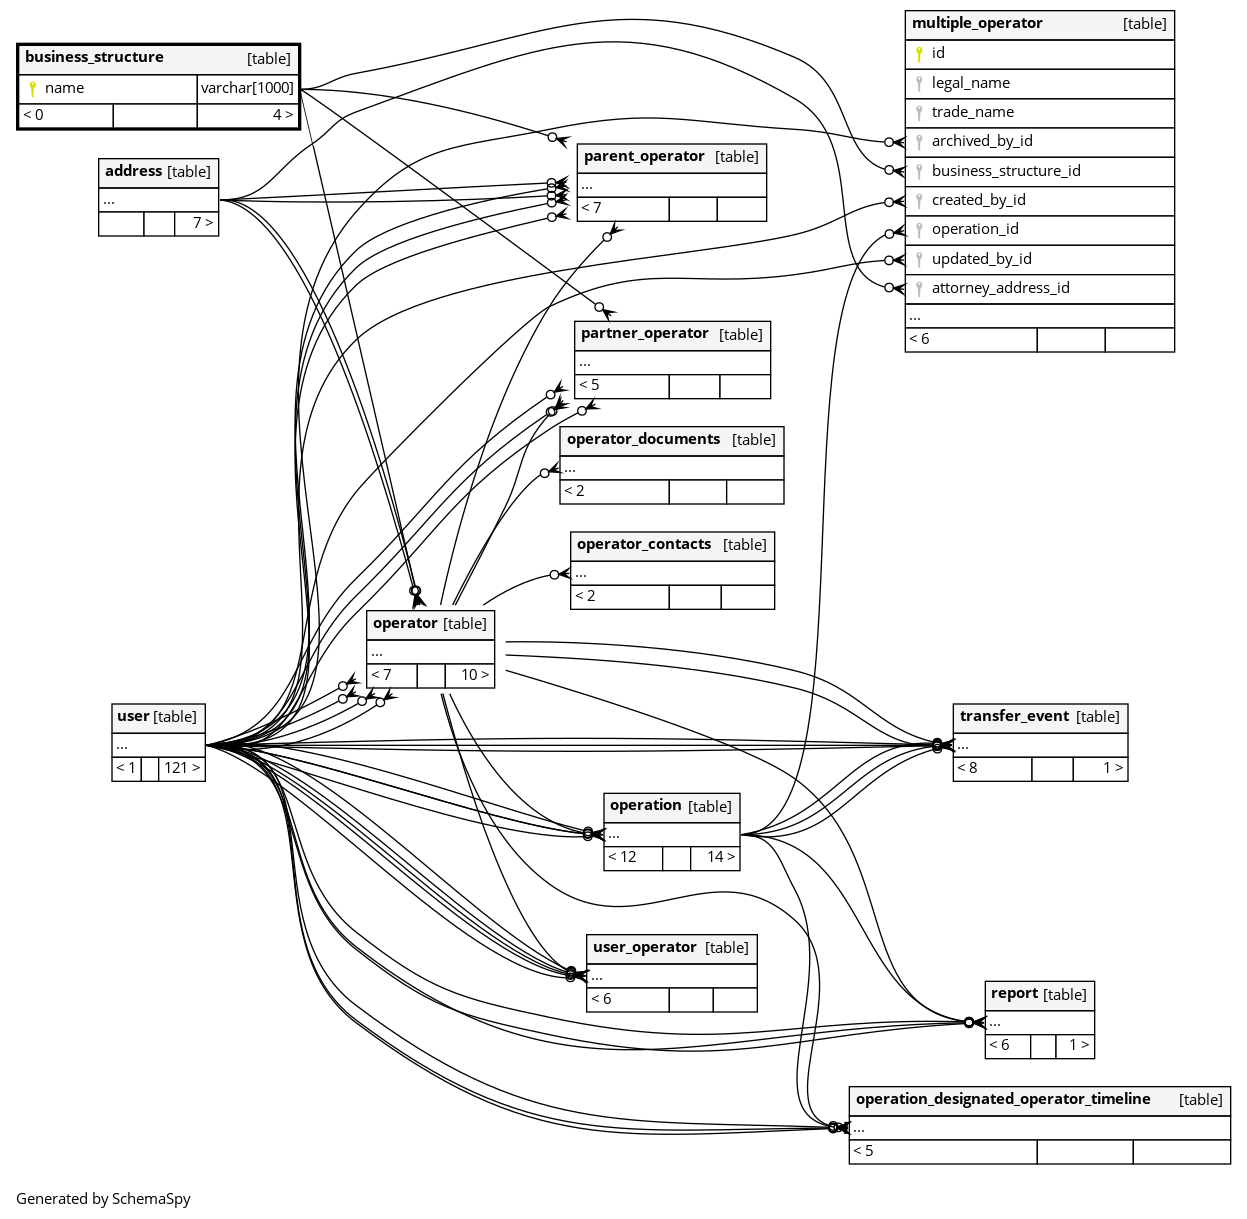 business_structure [table]
name varchar[1000]
< 0 4 >
address [table]
...
7 >
multiple_operator [table]
id
legal_name
trade_name
archived_by_id
business_structure_id
created_by_id
operation_id
updated_by_id
attorney_address_id
...
< 6
parent_operator [table]
...
< 7
partner_operator [table]
...
< 5
operator_documents [table]
...
< 2
operator_contacts [table]
...
< 2
operator [table]
...
< 7 10 >
user [table]
...
< 1 121 >
transfer_event [table]
...
< 8 1 >
operation [table]
...
< 12 14 >
user_operator [table]
...
< 6
report [table]
...
< 6 1 >
operation_designated_operator_timeline [table]
...
< 5
Generated by SchemaSpy